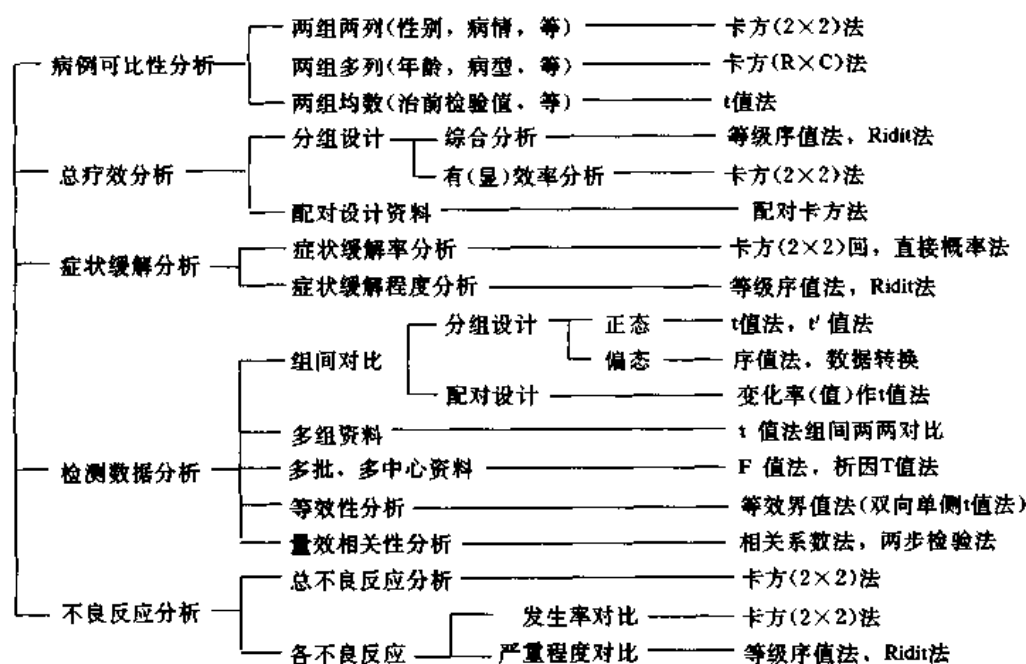 两组两列(性别，病情，等) 卡方(2×2)法
病例可比性分析 两组多列(年龄，病型，等) 卡方(R×C)法
两组均数(治前检验值、等) t值法
分组设计 综合分析 等级序值法、Ridit法
总疗效分析 有(显)效率分析 卡方(2×2)法
配对设计资料 配对卡方法
症状缓解率分析 卡方(2×2)回，直接概率法
症状缓解分析
症状缓解程度分析 等级序值法，Ridit法
分组设计 正态 t值法，t′值法
组间对比 偏态 序值法、数据转换
配对设计 变化率(值)作t值法
多组资料 t 值法组间两两对比
检测数据分析 多批、多中心资料 F 值法，析因T值法
等效性分析 等效界值法(双向单侧t值法)
量效相关性分析 相关系数法，两步检验法
总不良反应分析 卡方(2×2)法
不良反应分析 发生率对比 卡方(2×2)法
各不良反应 严重程度对比 等级序值法、Ridit法